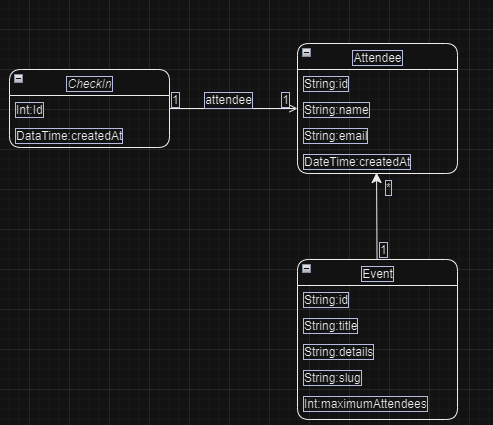 CheckIn
Int:Id
DataTime:createdAt
1
attendee
1
Attendee
String:id
String:name
String:email
DateTime:createdAt
*
1
Event
String:id
String:title
String:details
String:slug
Int:maximumAttendees